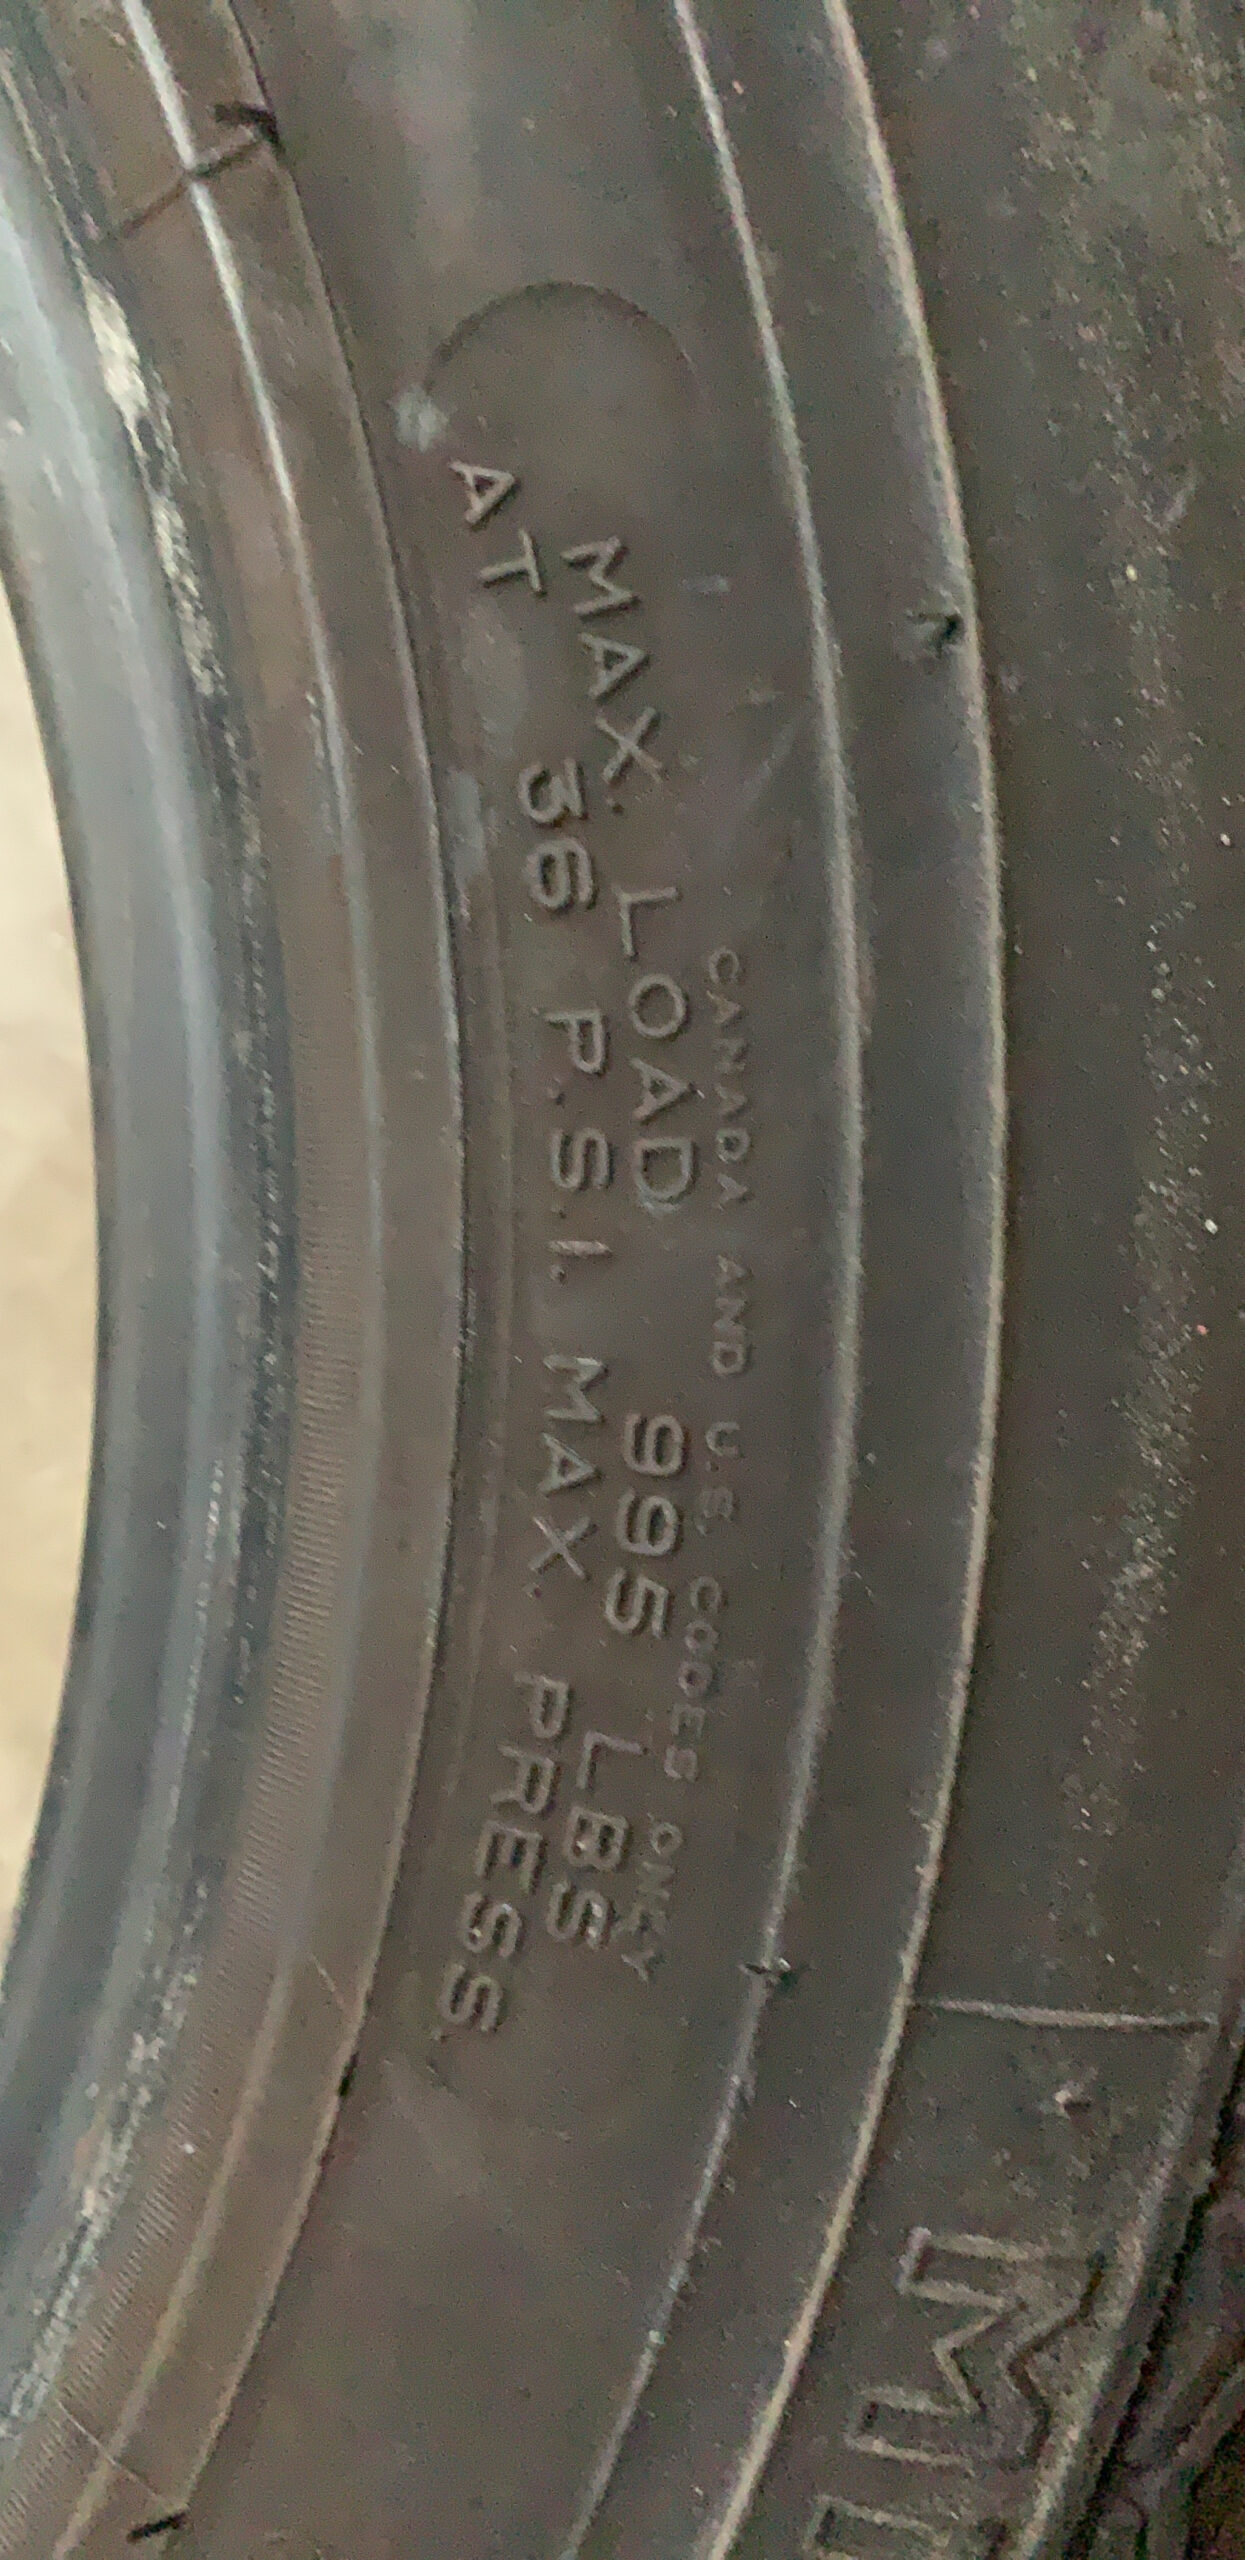 CANADA AND U.S. CODES ONLY
MAX. LOAD 995 LBS
AT 36 P.S.I. MAX. PRESS.